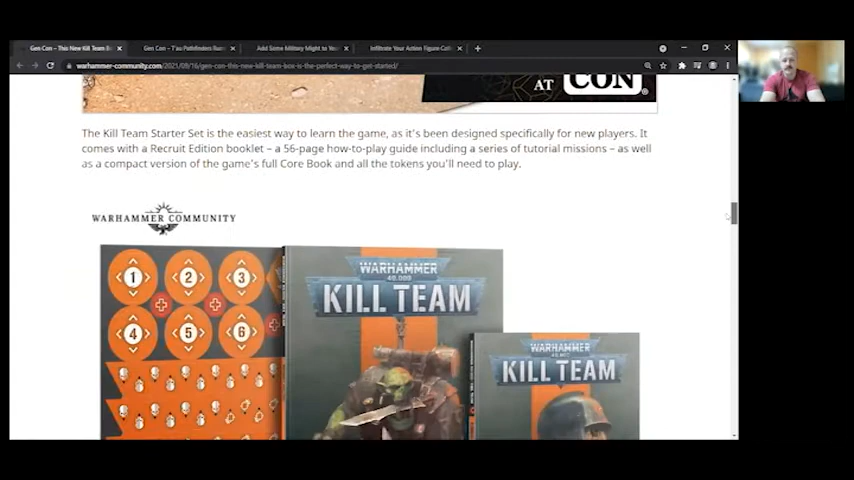 Gen Con – This New Kill Team B
Gen Con – T'au Pathfinders Rus
Add Some Military Might to You
Infiltrate Your Action Figure Coll
warhammer-community.com/2021/09/16/gen-con-this-new-kill-team-box-is-the-perfect-way-to-get-started/
AT CON
The Kill Team Starter Set is the easiest way to learn the game, as it's been designed specifically for new players. It
comes with a Recruit Edition booklet – a 56-page how-to-play guide including a series of tutorial missions – as well
as a compact version of the game's full Core Book and all the tokens you'll need to play.
WARHAMMER COMMUNITY
1 2 3
4 5 6
WARHAMMER
40,000
KILL TEAM
WARHAMMER
40,000
KILL TEAM